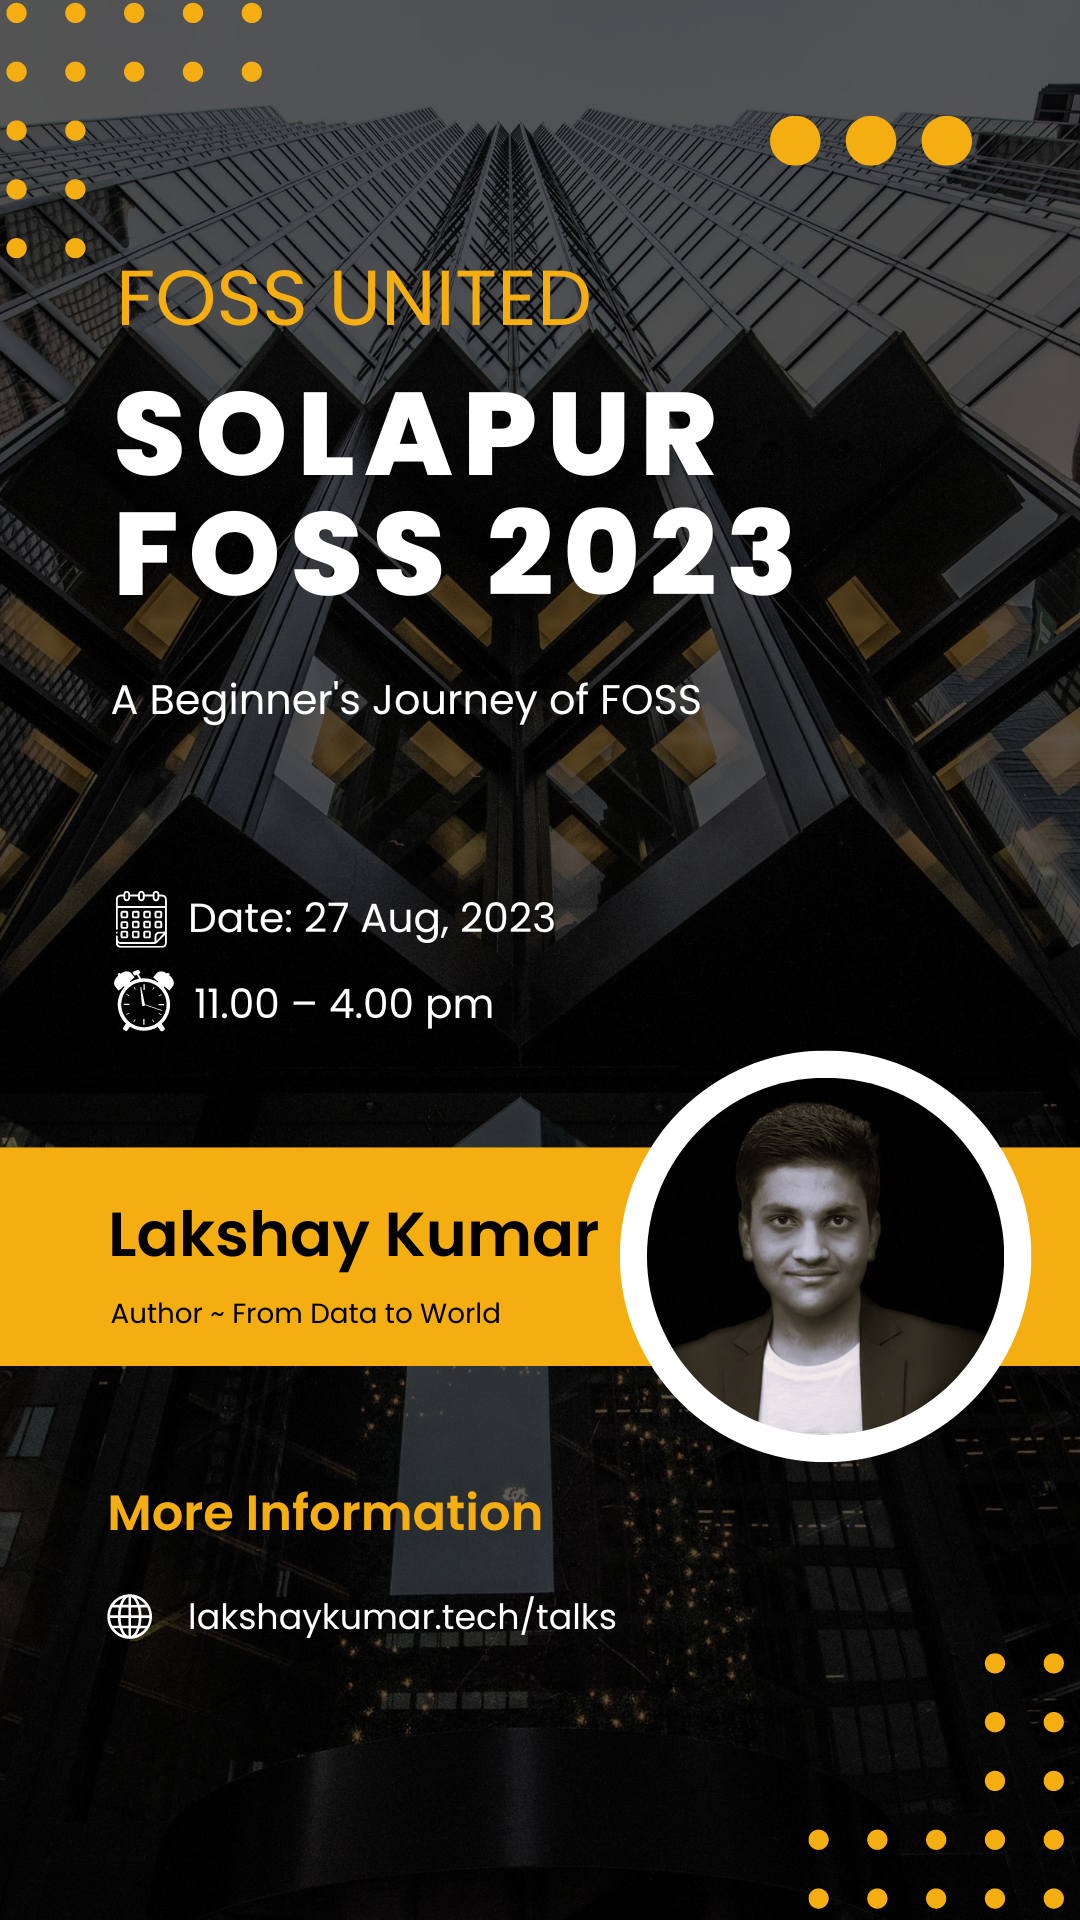 FOSS UNITED
SOLAPUR
FOSS 2023
A Beginner's Journey of FOSS
Date: 27 Aug, 2023
11.00 – 4.00 pm
Lakshay Kumar
Author ~ From Data to World
More Information
lakshaykumar.tech/talks